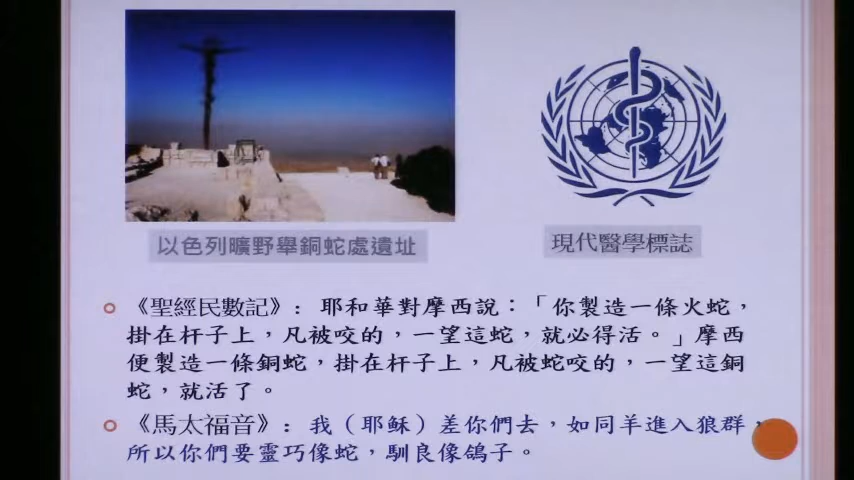 以色列曠野舉銅蛇處遺址
現代醫學標誌
《聖經民數記》：耶和華對摩西說：「你製造一條火蛇，
掛在杆子上，凡被咬的，一望這蛇，就必得活。」摩西
便製造一條銅蛇，掛在杆子上，凡被蛇咬的，一望這銅
蛇，就活了。
《馬太福音》：我（耶穌）差你們去，如同羊進入狼群，
所以你們要靈巧像蛇，馴良像鴿子。